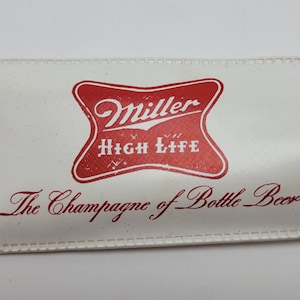 Miller
HIGH LIFE
The Champagne of Bottle Beer